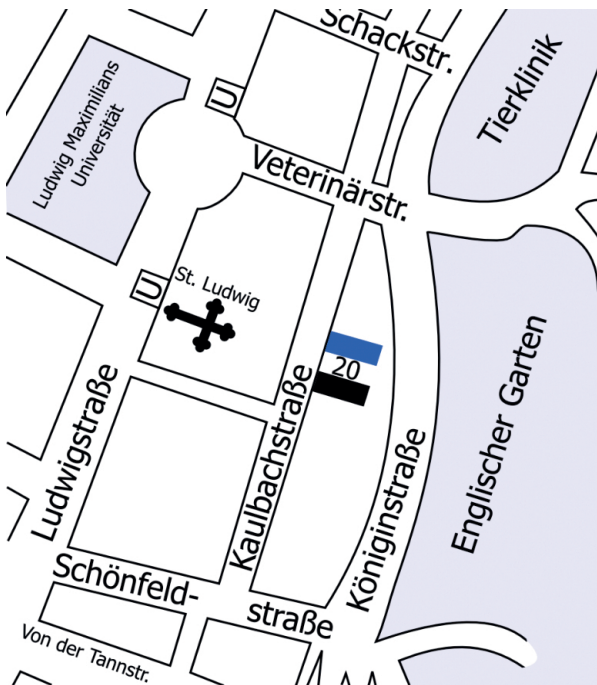 Schackstr.
Tierklinik
Ludwig Maximilians
Universität
U
Veterinärstr.
St. Ludwig
U
20
Ludwigstraße
Kaulbachstraße
Königinstraße
Englischer Garten
Schönfeld-
straße
Von der Tannstr.